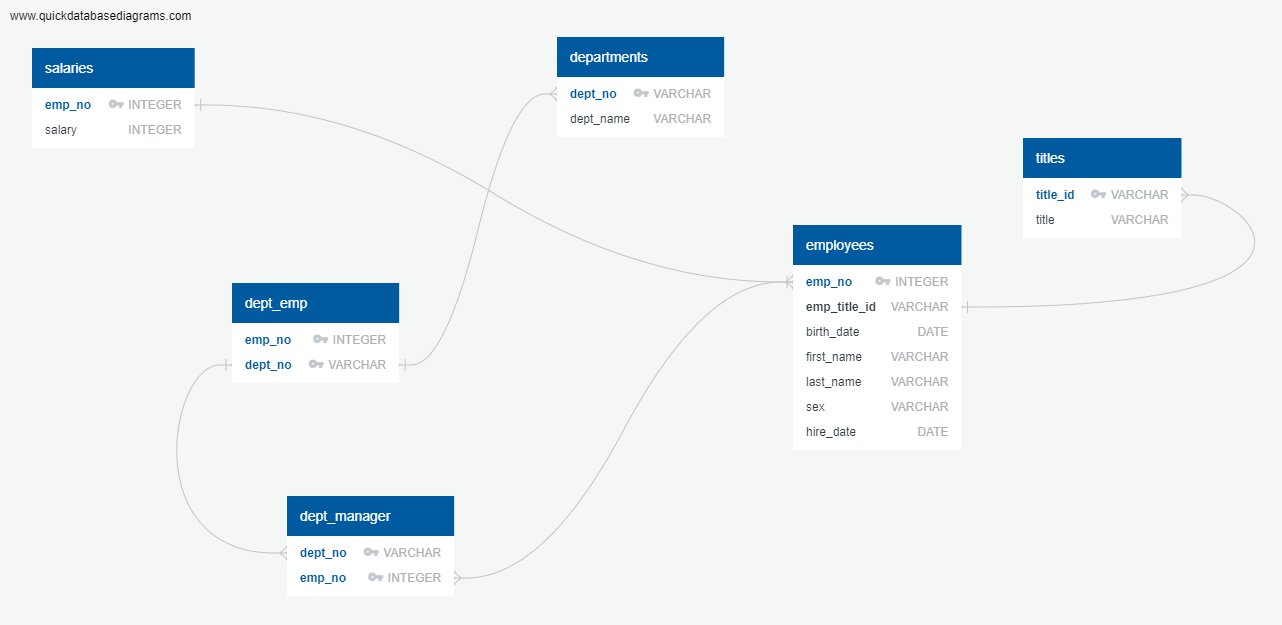 www.quickdatabasediagrams.com
salaries
emp_no INTEGER
salary INTEGER
departments
dept_no VARCHAR
dept_name VARCHAR
titles
title_id VARCHAR
title VARCHAR
employees
emp_no INTEGER
emp_title_id VARCHAR
birth_date DATE
first_name VARCHAR
last_name VARCHAR
sex VARCHAR
hire_date DATE
dept_emp
emp_no INTEGER
dept_no VARCHAR
dept_manager
dept_no VARCHAR
emp_no INTEGER